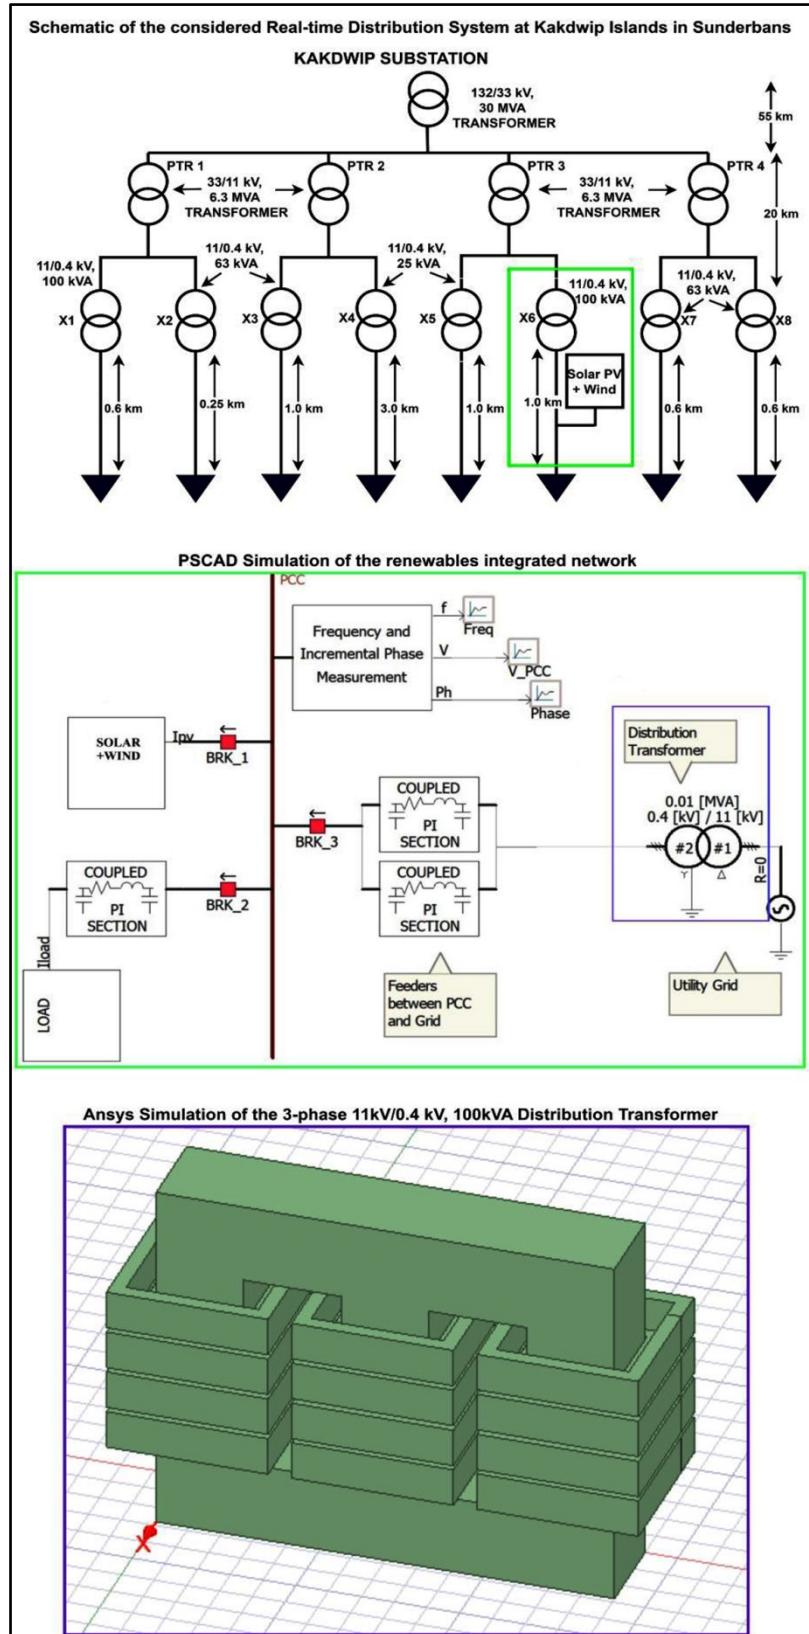 Schematic of the considered Real-time Distribution System at Kakdwip Islands in Sunderbans
KAKDWIP SUBSTATION
132/33 kV,
30 MVA
TRANSFORMER
55 km
PTR 1
PTR 2
PTR 3
PTR 4
33/11 kV,
6.3 MVA
TRANSFORMER
33/11 kV,
6.3 MVA
TRANSFORMER
20 km
11/0.4 kV,
100 kVA
11/0.4 kV,
63 kVA
11/0.4 kV,
25 kVA
11/0.4 kV,
100 kVA
11/0.4 kV,
63 kVA
X1
X2
X3
X4
X5
X6
X7
X8
Solar PV
+ Wind
0.6 km
0.25 km
1.0 km
3.0 km
1.0 km
1.0 km
0.6 km
0.6 km
PSCAD Simulation of the renewables integrated network
PCC
Frequency and
Incremental Phase
Measurement
f
Freq
V
V_PCC
Ph
Phase
SOLAR
+WIND
Ipv
BRK_1
Distribution
Transformer
COUPLED
PI
SECTION
BRK_3
COUPLED
PI
SECTION
0.01 [MVA]
0.4 [kV] / 11 [kV]
#2
#1
R=0
COUPLED
PI
SECTION
BRK_2
Iload
LOAD
Feeders
between PCC
and Grid
Utility Grid
Ansys Simulation of the 3-phase 11kV/0.4 kV, 100kVA Distribution Transformer
X